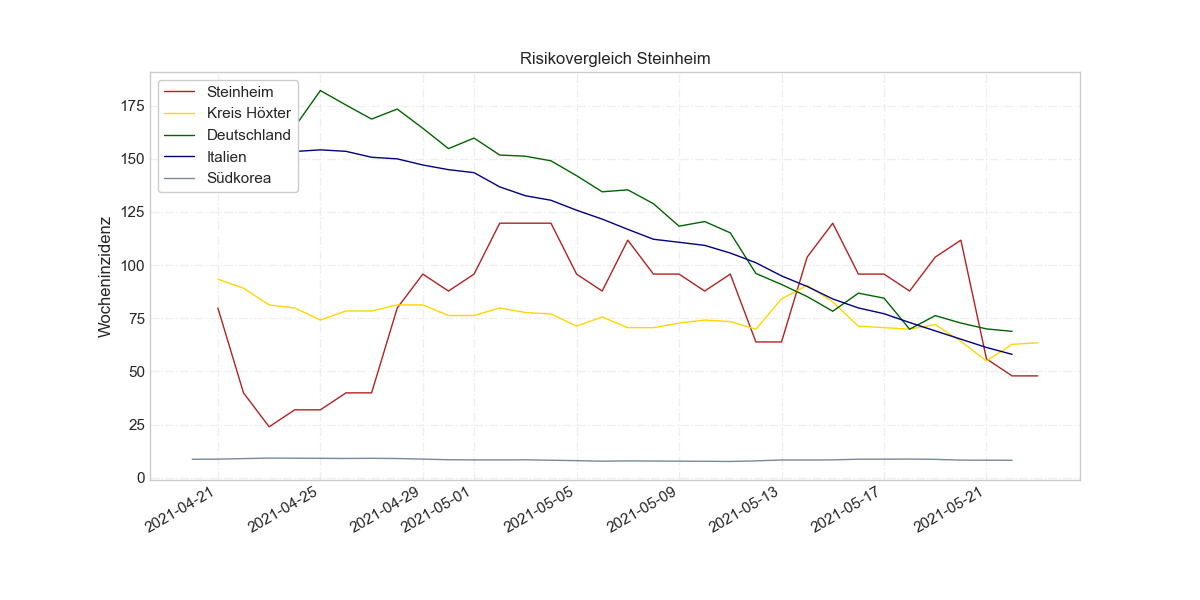 Risikovergleich Steinheim
Steinheim
Kreis Höxter
Deutschland
Italien
Südkorea
Wocheninzidenz
175
150
125
100
75
50
25
0
2021-04-21
2021-04-25
2021-04-29
2021-05-01
2021-05-05
2021-05-09
2021-05-13
2021-05-17
2021-05-21